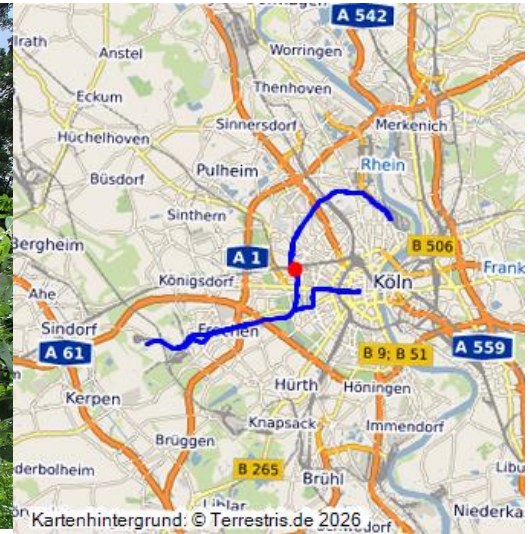 A 542
llrath
Anstel
Worringen
Eckum
Thenhoven
Sinnersdorf
Merkenich
Hüchelhoven
Rhein
Büsdorf
Pulheim
Sinthern
Bergheim
A 1
B 506
Frank
Königsdorf
Köln
Ahe
Sindorf
Frechen
A 61
B 9; B 51
A 559
Kerpen
Hürth
Höningen
Knapsack
Immendorf
Brüggen
derbolheim
B 265
Brühl
Libu
Liblar
Niederka
Kartenhintergrund: © Terrestris.de 2026